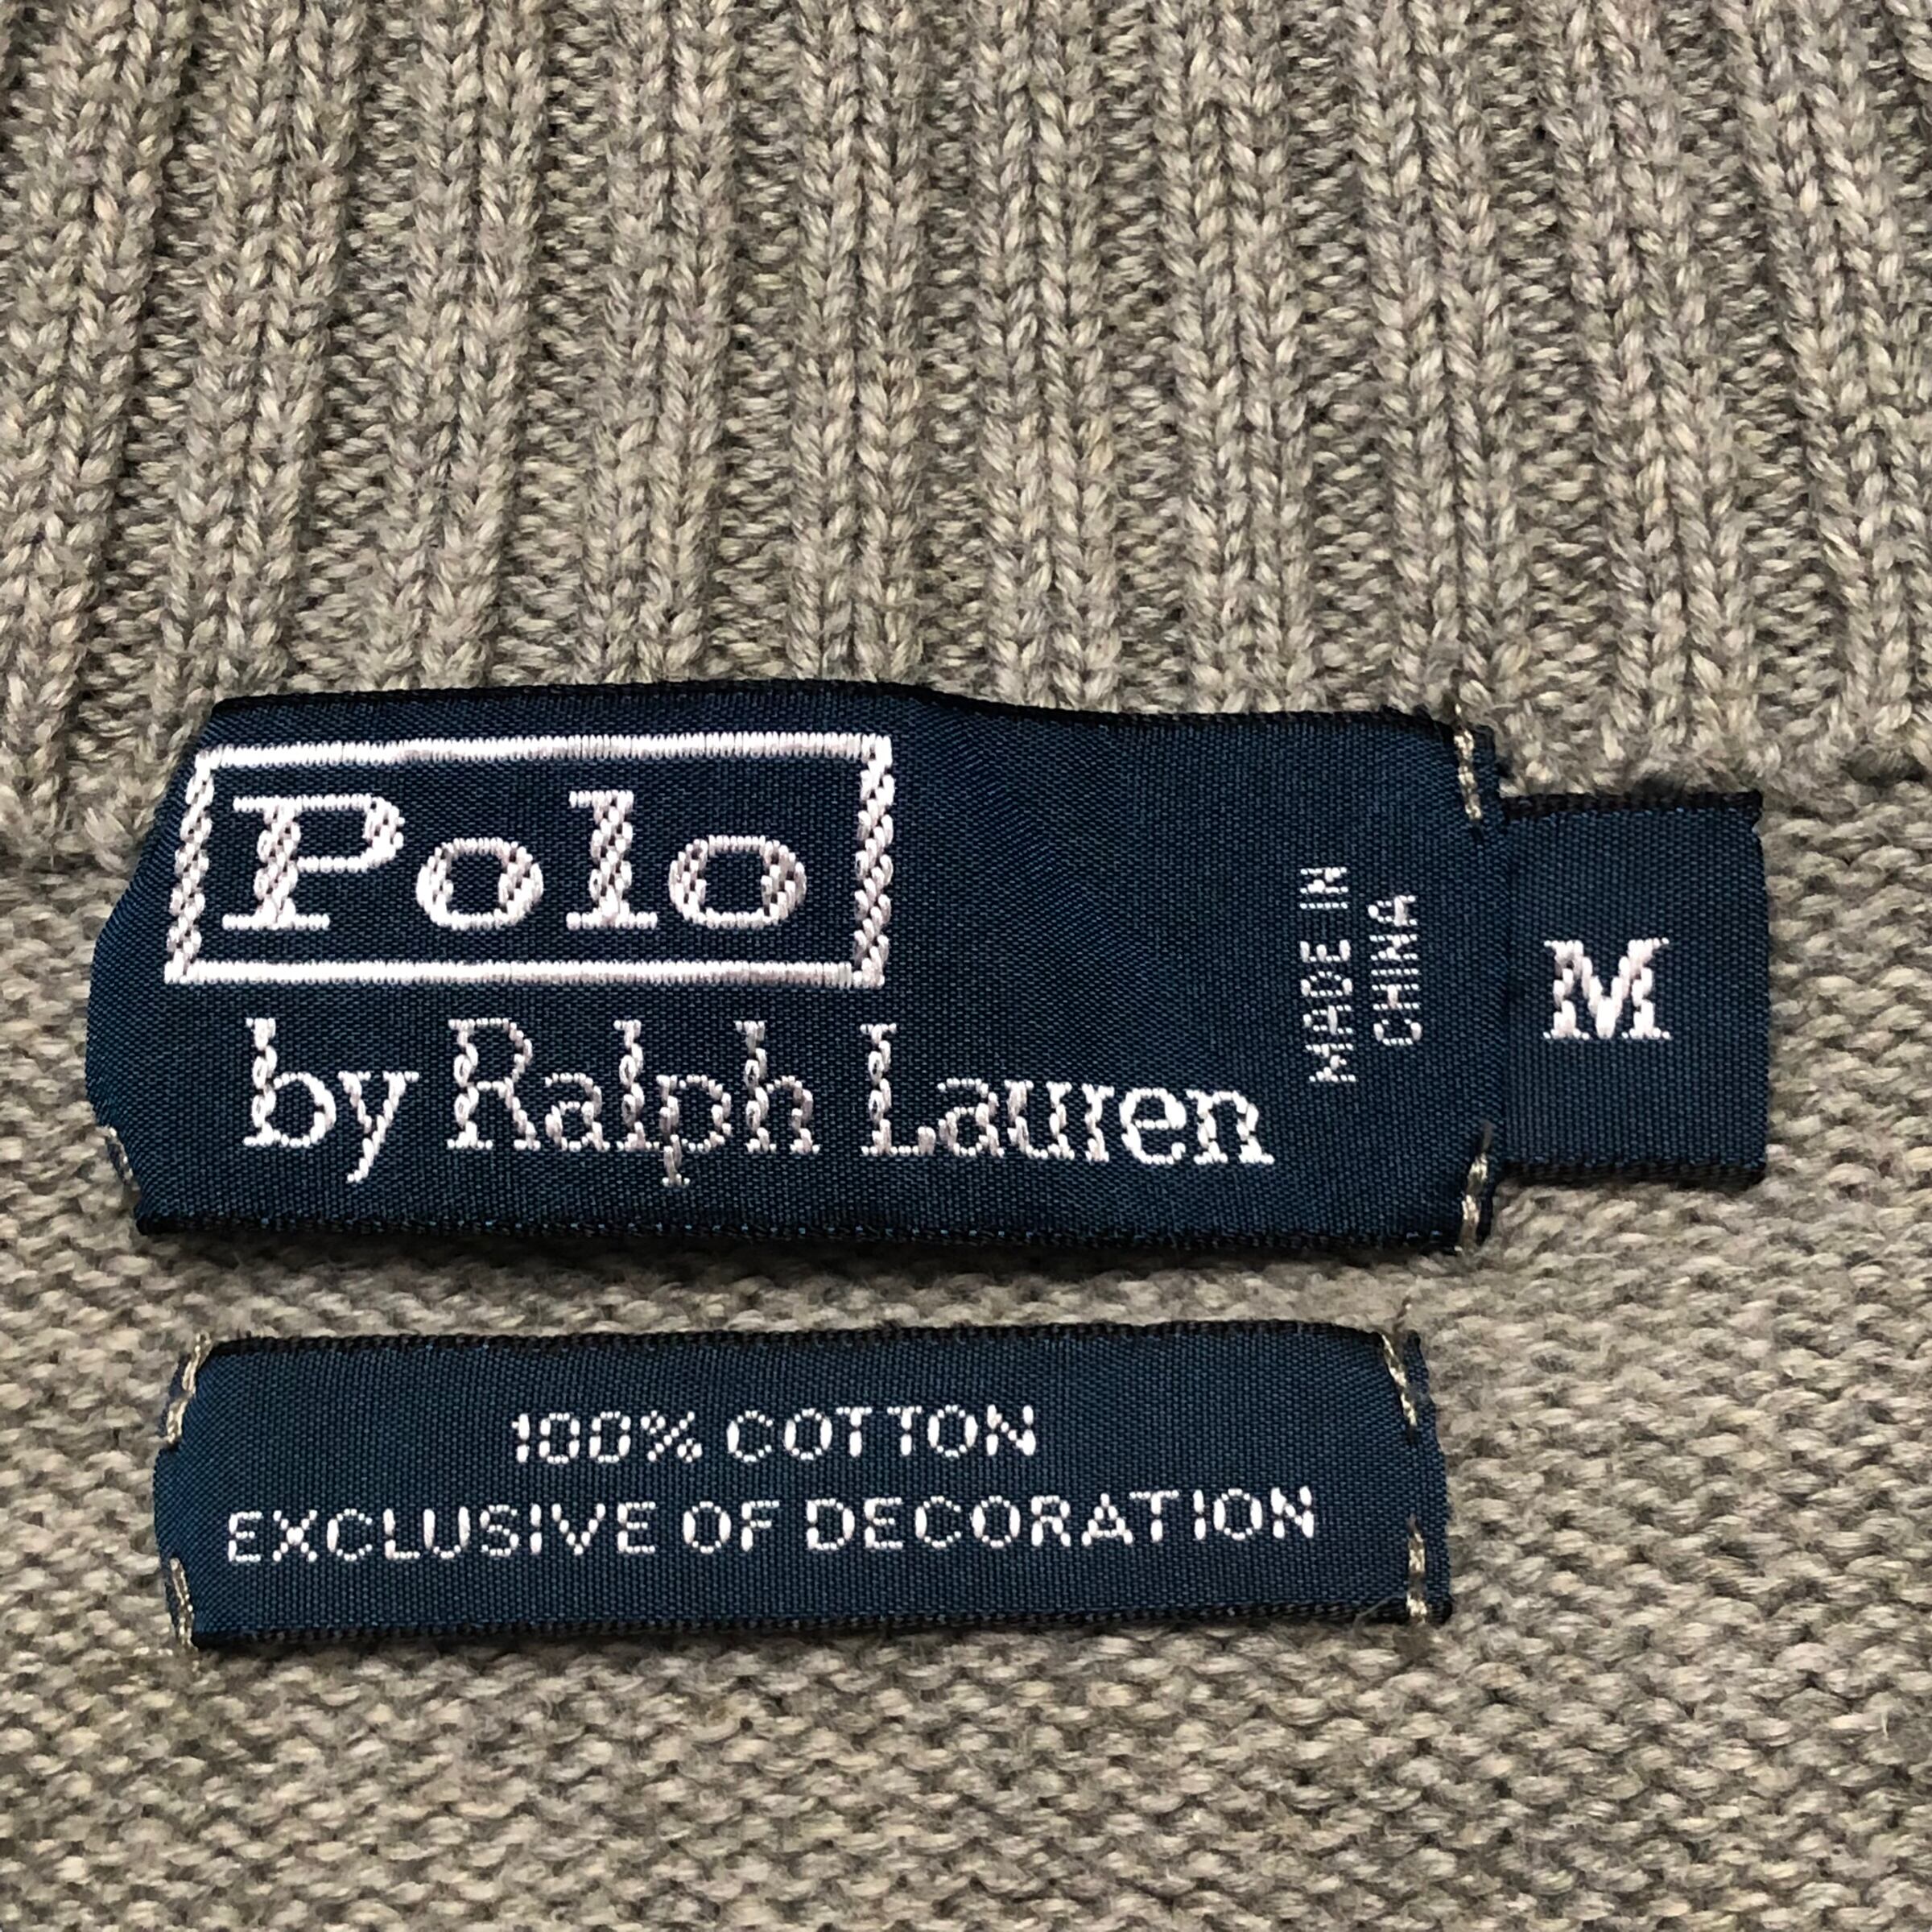 Polo
by Ralph Lauren
MADE IN
CHINA
M
100% COTTON
EXCLUSIVE OF DECORATION